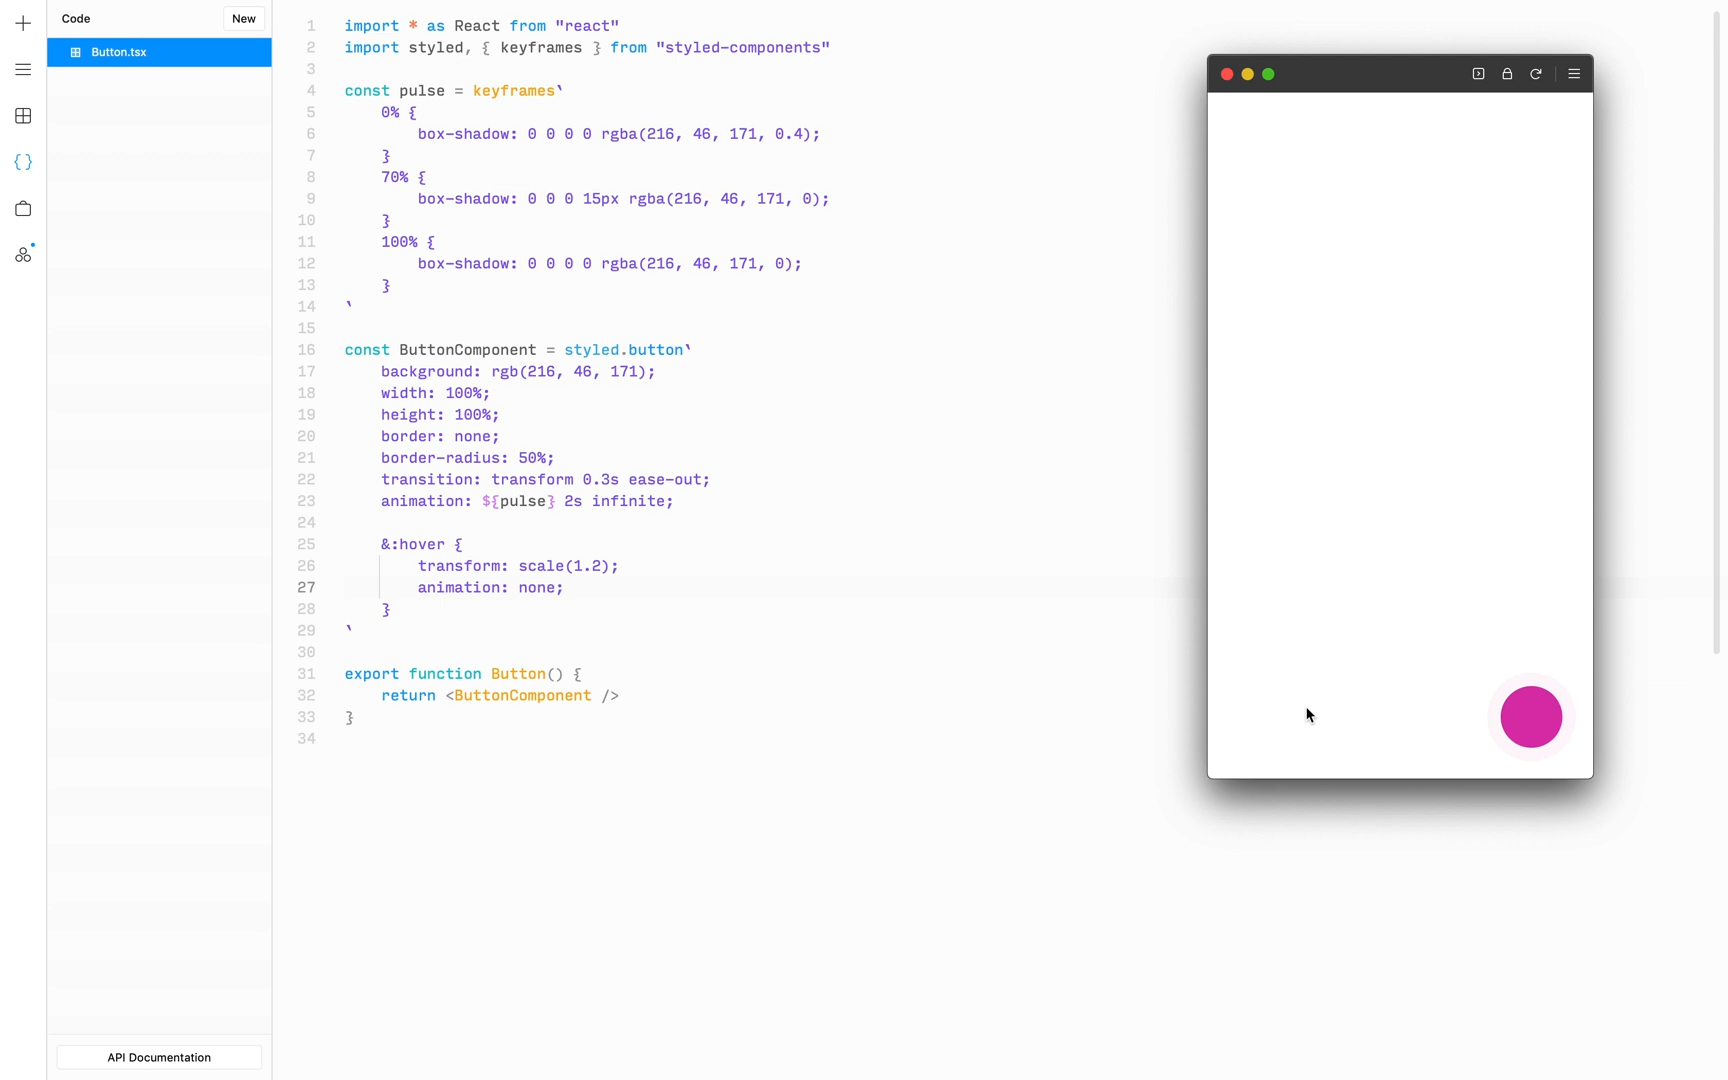 Code
New
Button.tsx
1 import * as React from "react"
2 import styled, { keyframes } from "styled-components"
3
4 const pulse = keyframes`
5     0% {
6         box-shadow: 0 0 0 0 rgba(216, 46, 171, 0.4);
7     }
8     70% {
9         box-shadow: 0 0 0 15px rgba(216, 46, 171, 0);
10     }
11     100% {
12         box-shadow: 0 0 0 0 rgba(216, 46, 171, 0);
13     }
14 `
15
16 const ButtonComponent = styled.button`
17     background: rgb(216, 46, 171);
18     width: 100%;
19     height: 100%;
20     border: none;
21     border-radius: 50%;
22     transition: transform 0.3s ease-out;
23     animation: ${pulse} 2s infinite;
24
25     &:hover {
26         transform: scale(1.2);
27         animation: none;
28     }
29 `
30
31 export function Button() {
32     return <ButtonComponent />
33 }
34
API Documentation